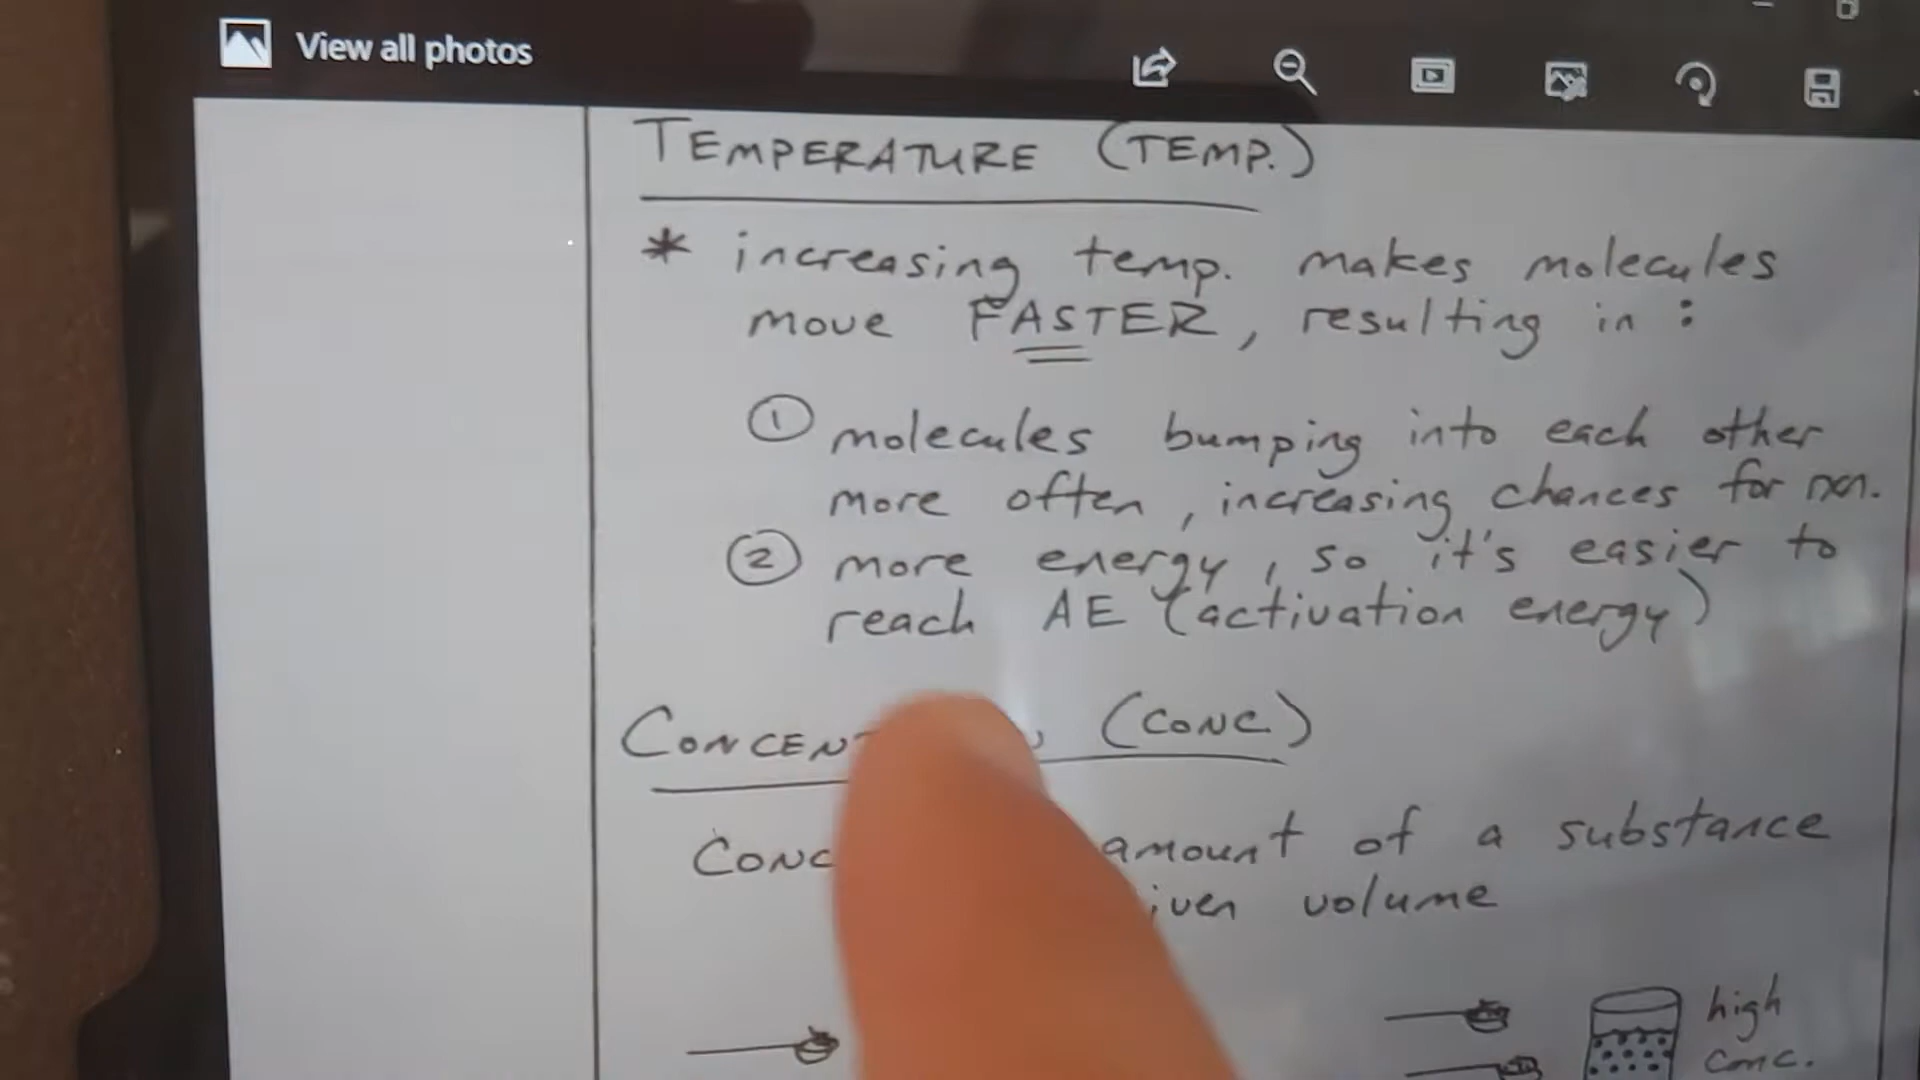 View all photos
TEMPERATURE (TEMP.)
* increasing temp. makes molecules
move FASTER, resulting in :
① molecules bumping into each other
more often, increasing chances for rxn.
② more energy, so it's easier to
reach AE (activation energy)
(CONC)
amount of a substance
volume
high
conc.